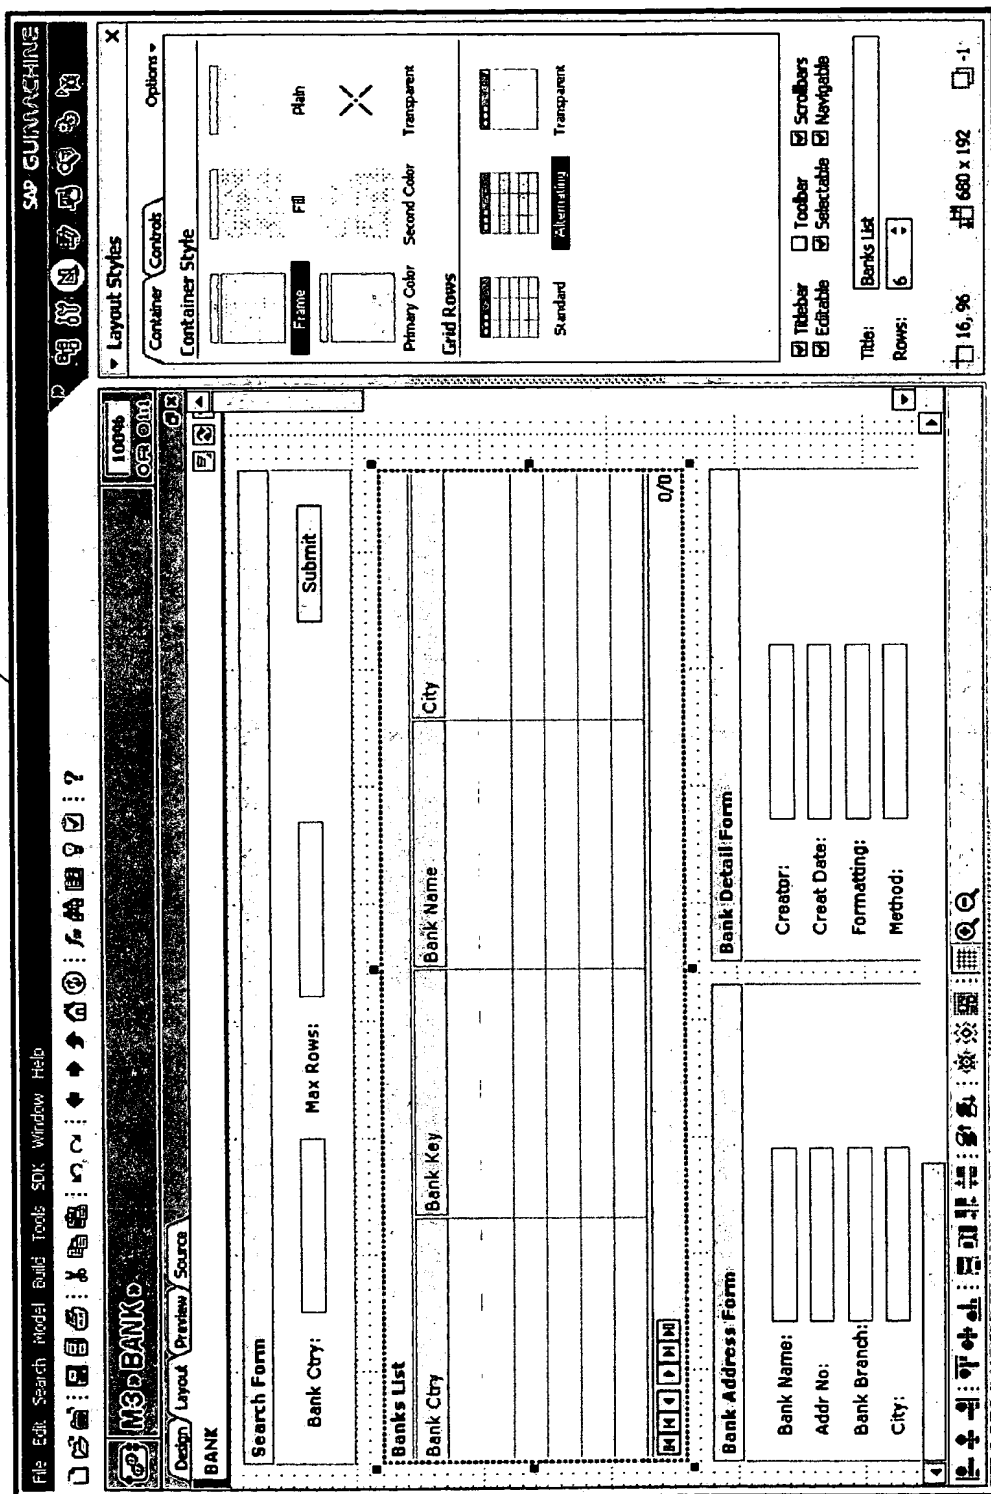 File Edit Search Model Build Tools SDK Window Help
SAP GUIMACHINE
?
M3 BANK
100%
Design Layout Preview Source
BANK
Search Form
Bank Ctry: Max Rows: Submit
Banks List
Bank Ctry Bank Key Bank Name City
0/0
Bank Address Form
Bank Name:
Addr No:
Bank Branch:
City:
Bank Detail Form
Creator:
Creat Date:
Formatting:
Method:
Layout Styles
Container Controls Options
Container Style
Frame Fill Plain
Primary Color Second Color Transparent
Grid Rows
Standard Alternating Transparent
Titlebar Toolbar Scrollbars
Editable Selectable Navigable
Title: Banks List
Rows: 6
16, 96 680 x 192 -1